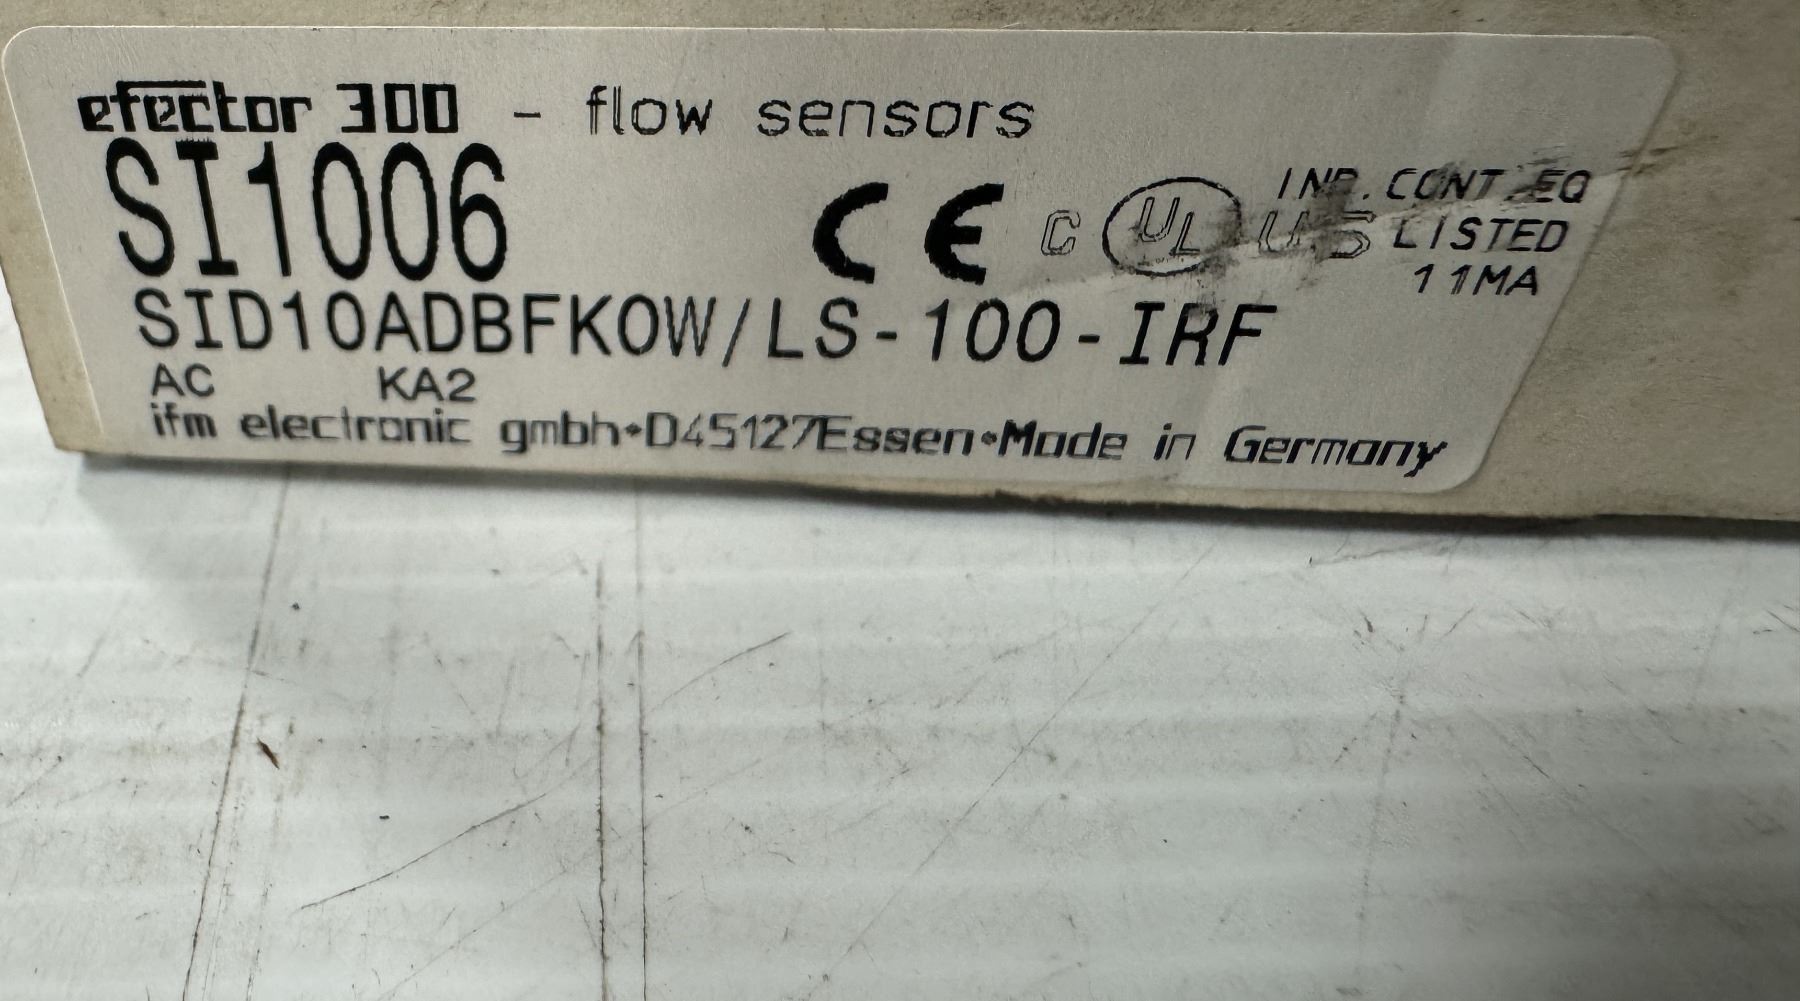 efector 300 - flow sensors
SI1006
CE c UL US
IND. CONT. EQ
LISTED
11MA
SID10ADBFKOW/LS-100-IRF
AC KA2
ifm electronic gmbh•D45127Essen•Made in Germany